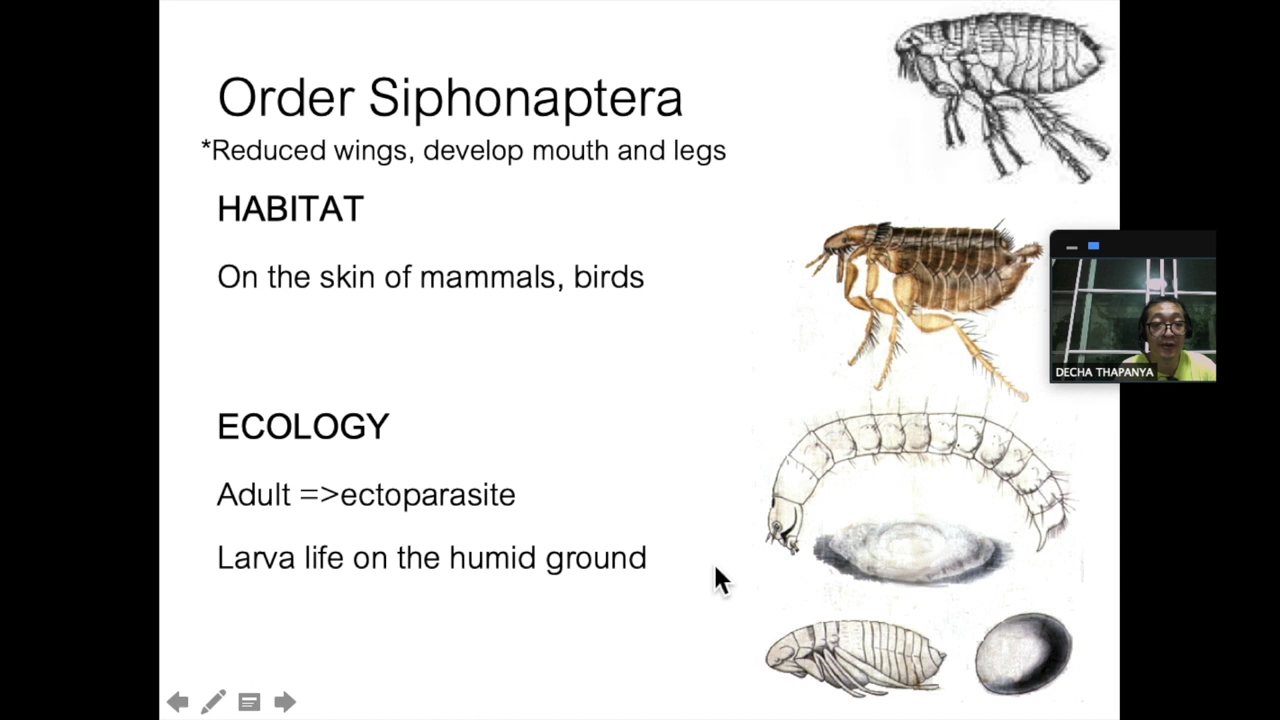 Order Siphonaptera
*Reduced wings, develop mouth and legs
HABITAT
On the skin of mammals, birds
ECOLOGY
Adult =>ectoparasite
Larva life on the humid ground
DECHA THAPANYA